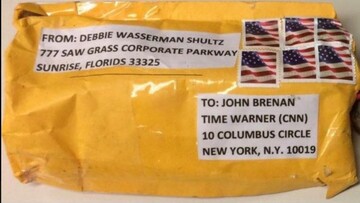 FROM: DEBBIE WASSERMAN SHULTZ
777 SAW GRASS CORPORATE PARKWAY
SUNRISE, FLORIDS 33325
TO: JOHN BRENAN
TIME WARNER (CNN)
10 COLUMBUS CIRCLE
NEW YORK, N.Y. 10019